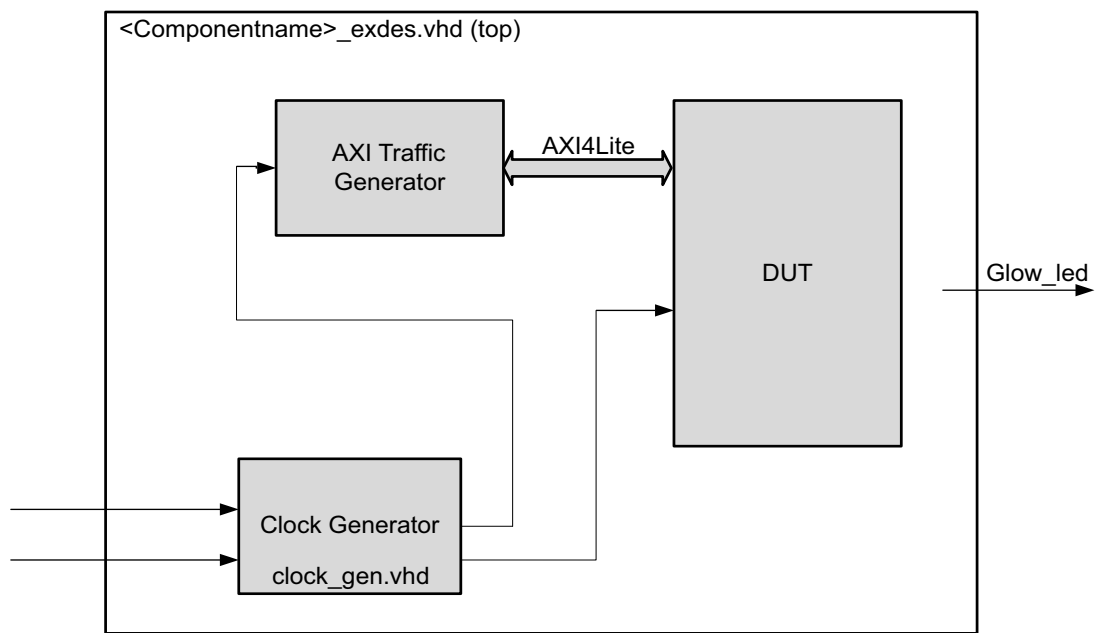 <Componentname>_exdes.vhd (top)
AXI Traffic
Generator
AXI4Lite
DUT
Glow_led
Clock Generator
clock_gen.vhd